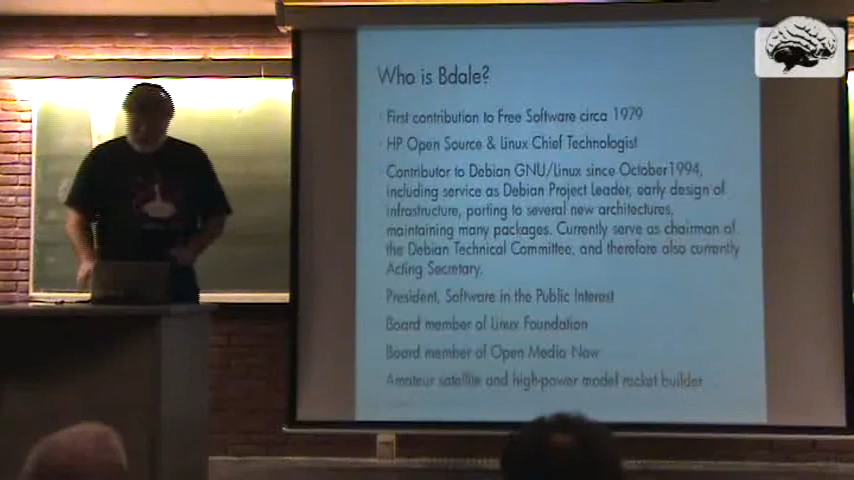 Who is Bdale?
First contribution to Free Software circa 1979
HP Open Source & Linux Chief Technologist
Contributor to Debian GNU/Linux since October 1994,
including service as Debian Project Leader, early design of
infrastructure, porting to several new architectures,
maintaining many packages. Currently serve as chairman of
the Debian Technical Committee, and therefore also currently
Acting Secretary.
President, Software in the Public Interest
Board member of Linux Foundation
Board member of Open Media Now
Amateur satellite and high-power model rocket builder